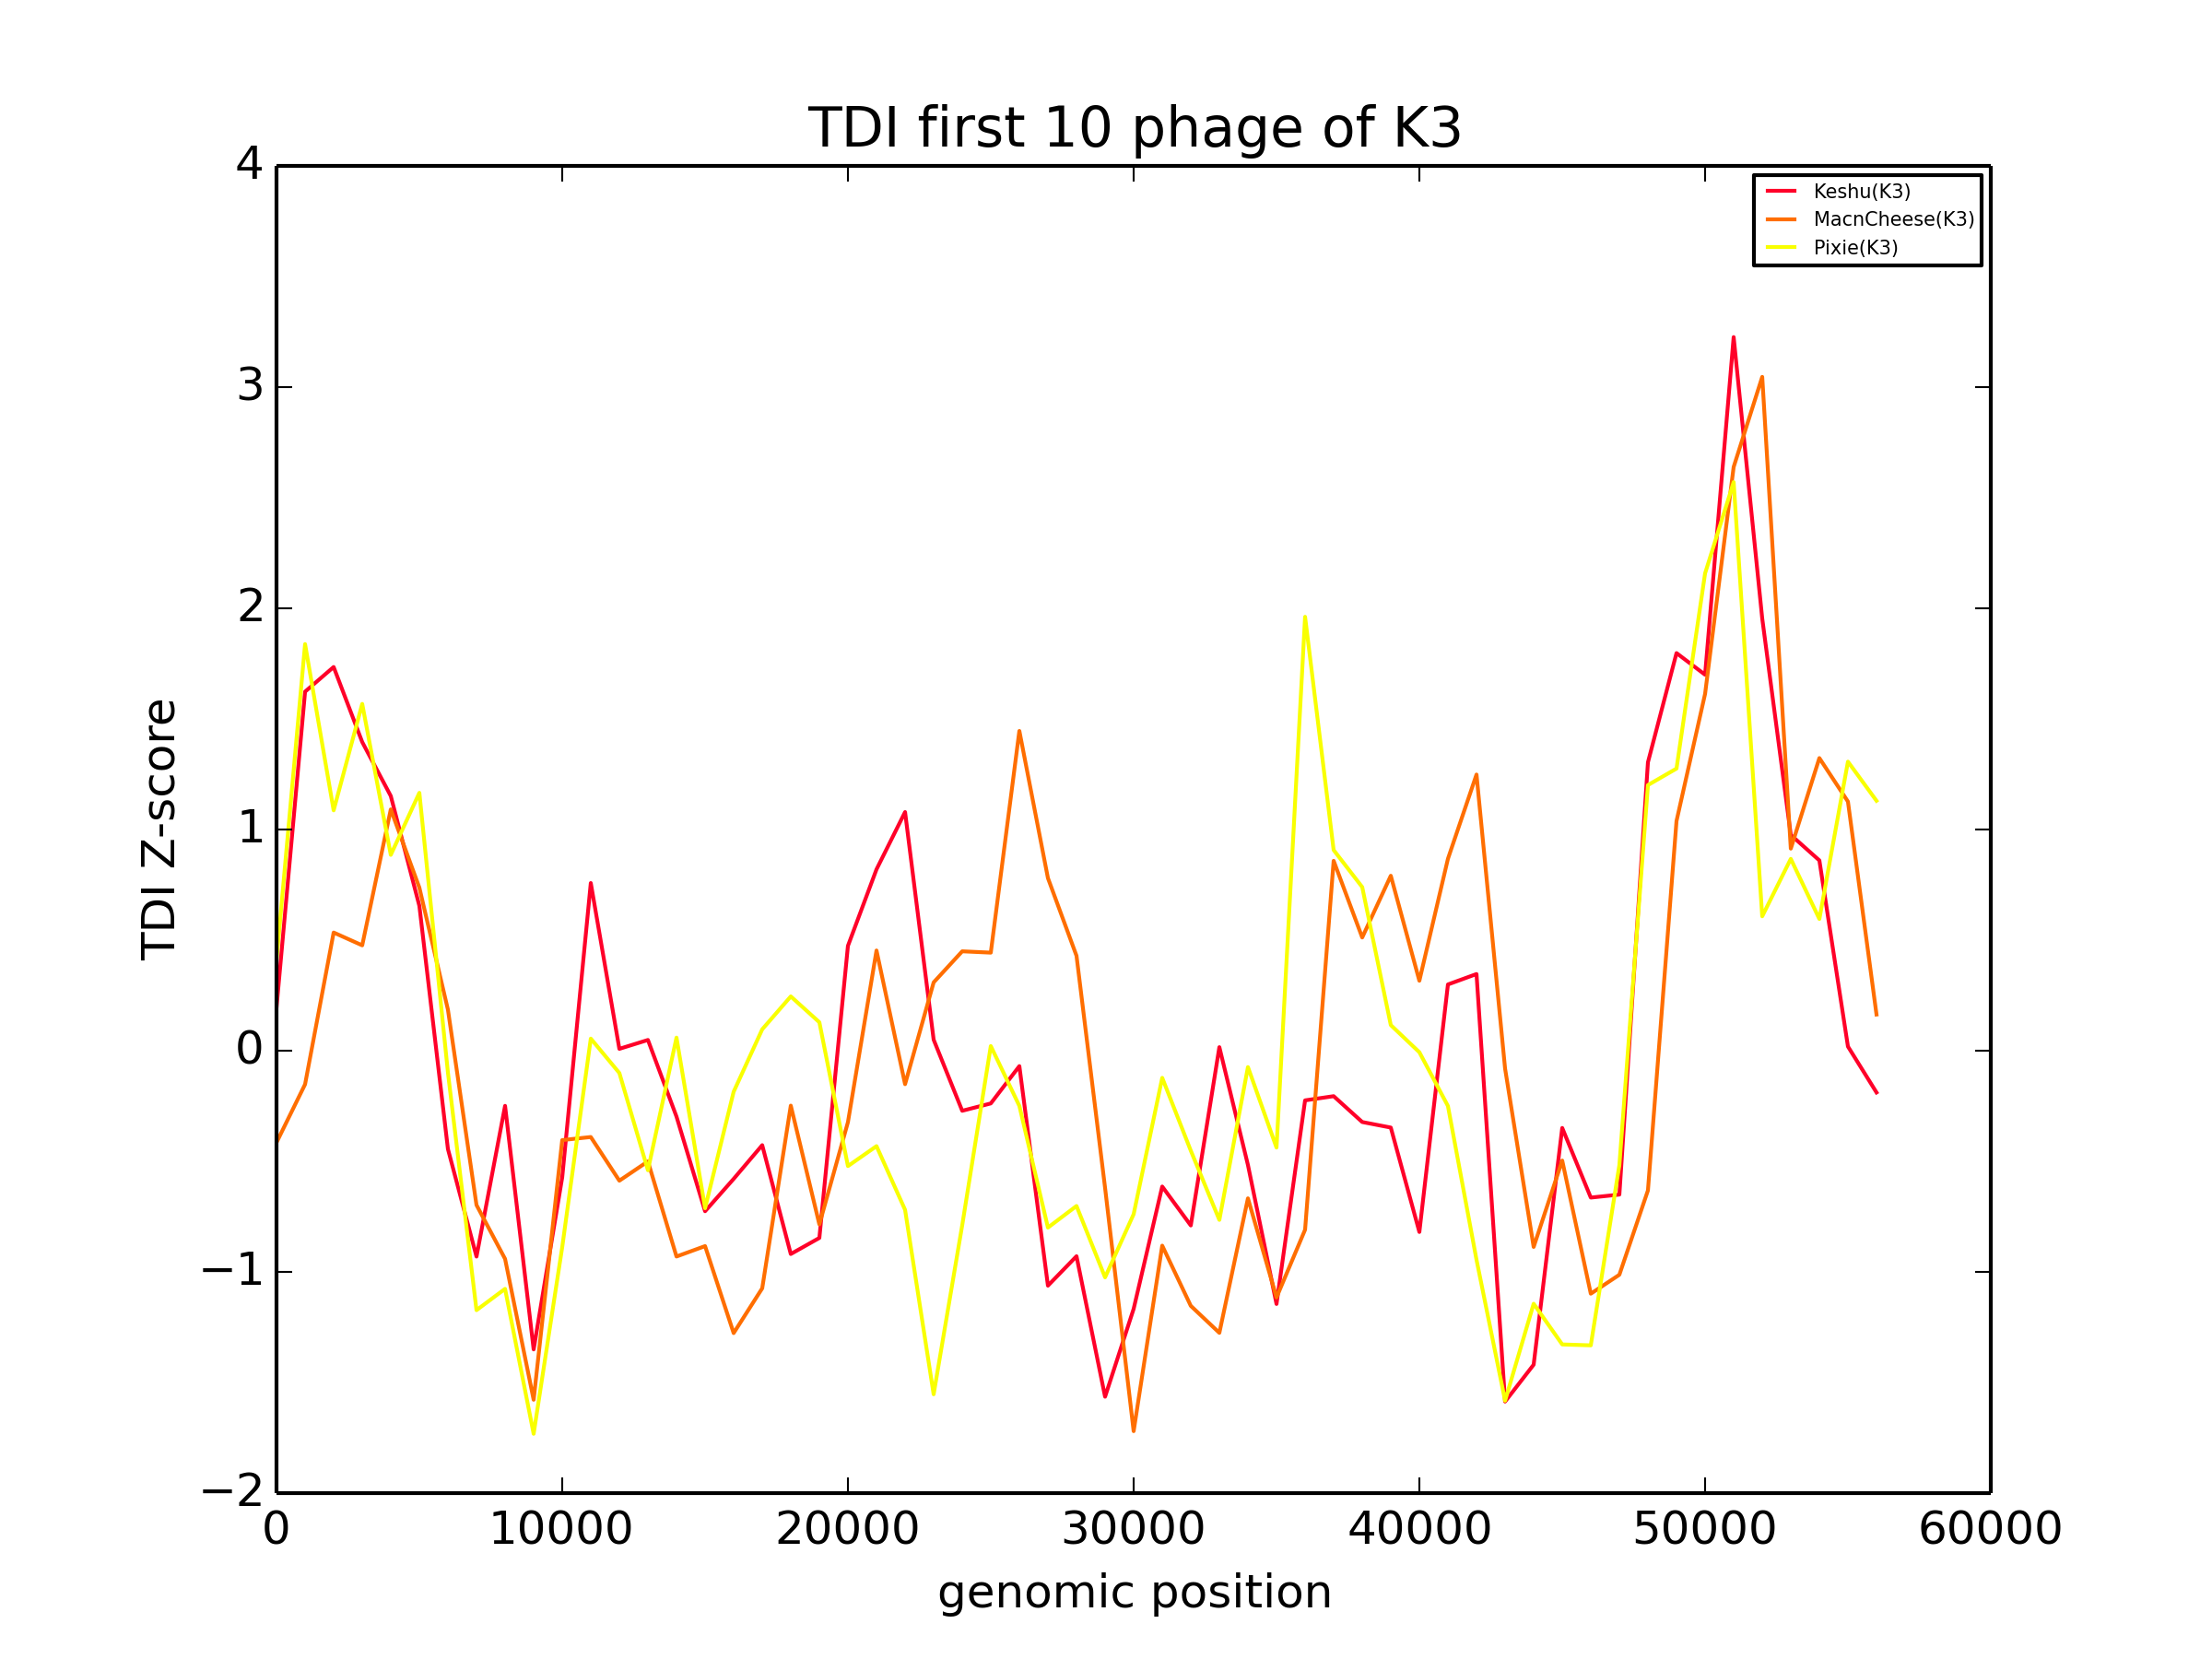 TDI first 10 phage of K3
Keshu(K3)
MacnCheese(K3)
Pixie(K3)
4
3
2
1
0
−1
−2
TDI Z-score
0 10000 20000 30000 40000 50000 60000
genomic position